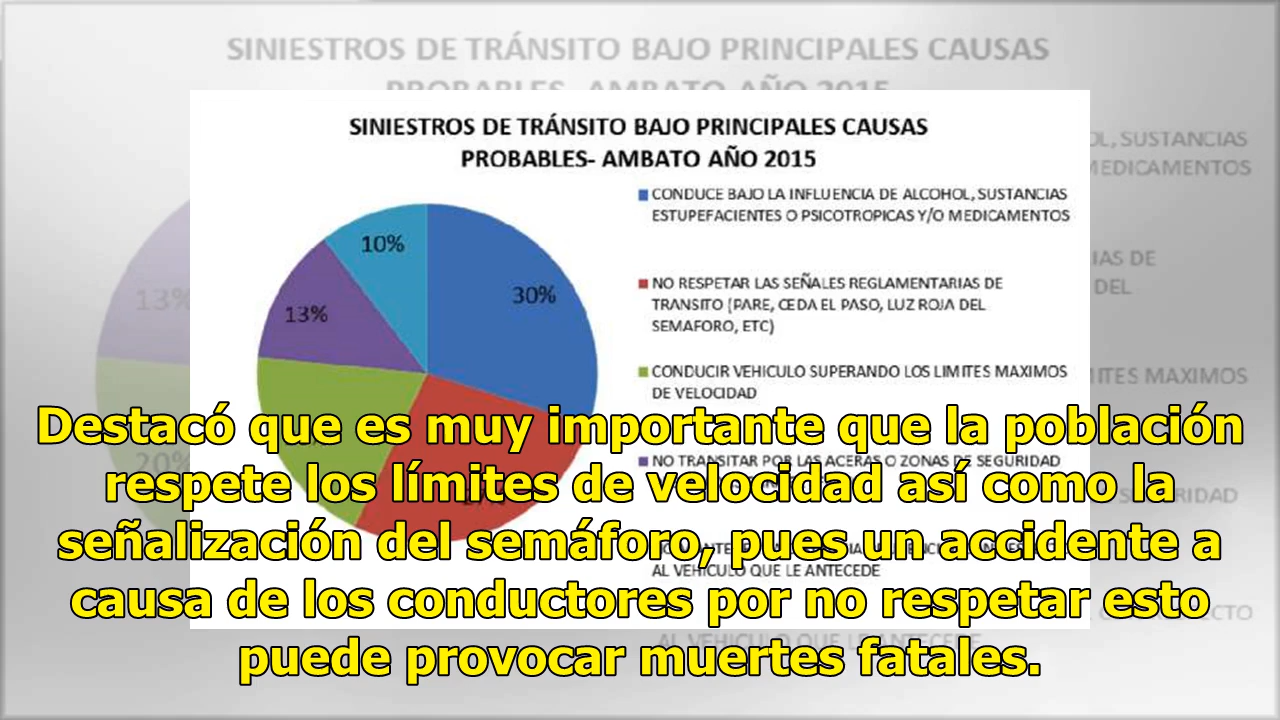 SINIESTROS DE TRÁNSITO BAJO PRINCIPALES CAUSAS
PROBABLES- AMBATO AÑO 2015
CONDUCE BAJO LA INFLUENCIA DE ALCOHOL, SUSTANCIAS
ESTUPEFACIENTES O PSICOTROPICAS Y/O MEDICAMENTOS
NO RESPETAR LAS SEÑALES REGLAMENTARIAS DE
TRANSITO (PARE, CEDA EL PASO, LUZ ROJA DEL
SEMAFORO, ETC)
CONDUCIR VEHICULO SUPERANDO LOS LIMITES MAXIMOS
DE VELOCIDAD
NO TRANSITAR POR LAS ACERAS O ZONAS DE SEGURIDAD
AL VEHICULO QUE LE ANTECEDE
10%
30%
13%
Destacó que es muy importante que la población
respete los límites de velocidad así como la
señalización del semáforo, pues un accidente a
causa de los conductores por no respetar esto
puede provocar muertes fatales.